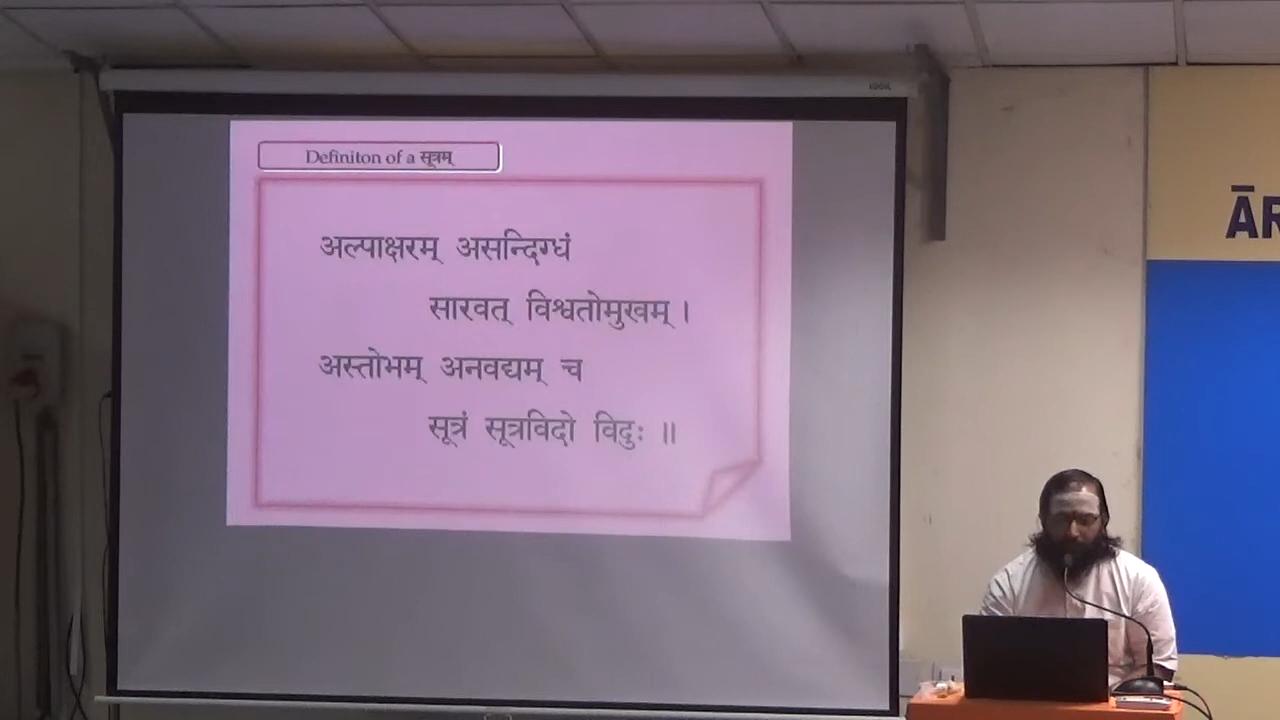 Definiton of a सूत्रम्
अल्पाक्षरम् असन्दिग्धं
सारवत् विश्वतोमुखम् ।
अस्तोभम् अनवद्यम् च
सूत्रं सूत्रविदो विदुः ॥
ĀR